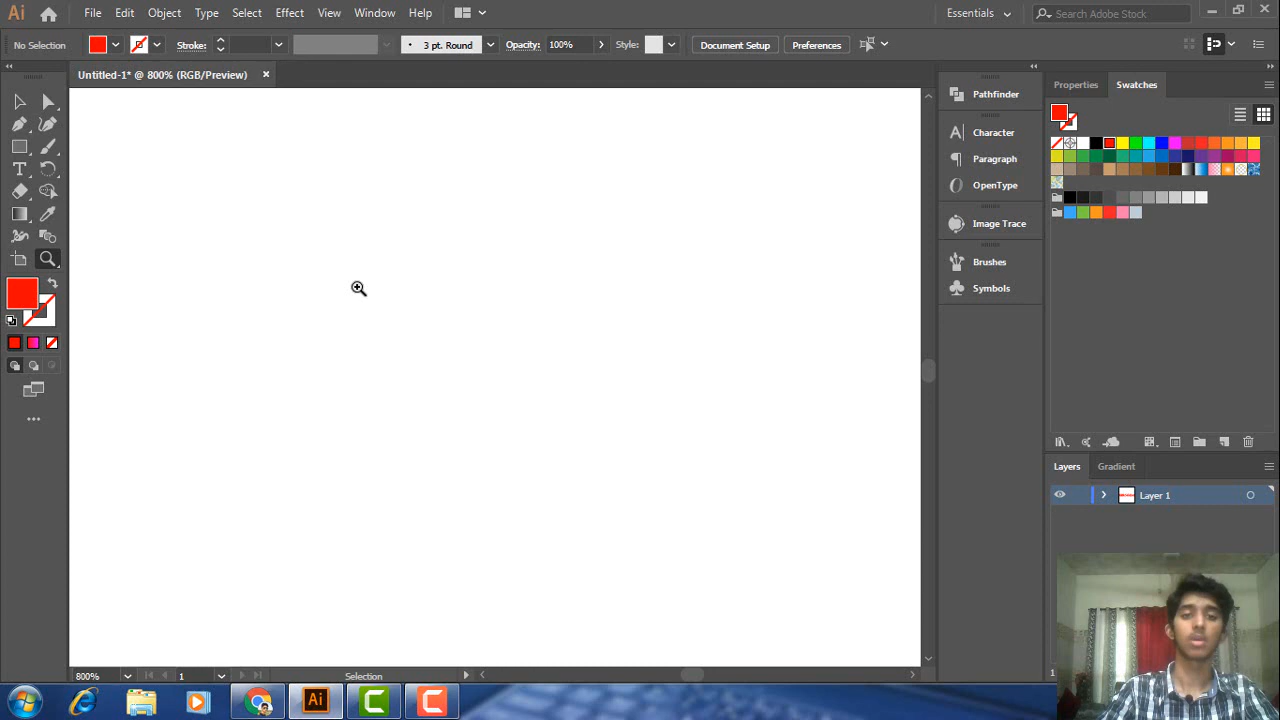 Ai File Edit Object Type Select Effect View Window Help Essentials Search Adobe Stock
No Selection Stroke: 3 pt. Round Opacity: 100% Style: Document Setup Preferences
Untitled-1* @ 800% (RGB/Preview)
Properties Swatches
Pathfinder
Character
Paragraph
OpenType
Image Trace
Brushes
Symbols
Layers Gradient
Layer 1
800% 1 Selection
1
Ai